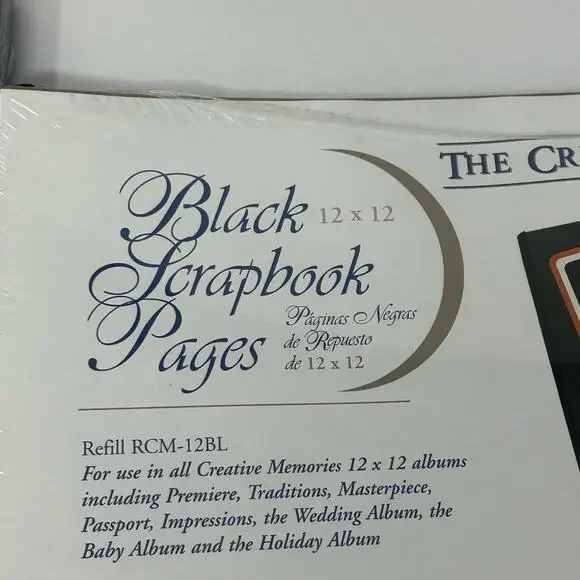 THE CR
Black 12 x 12
Scrapbook
Pages
Páginas Negras
de Repuesto
de 12 x 12
Refill RCM-12BL
For use in all Creative Memories 12 x 12 albums
including Premiere, Traditions, Masterpiece,
Passport, Impressions, the Wedding Album, the
Baby Album and the Holiday Album